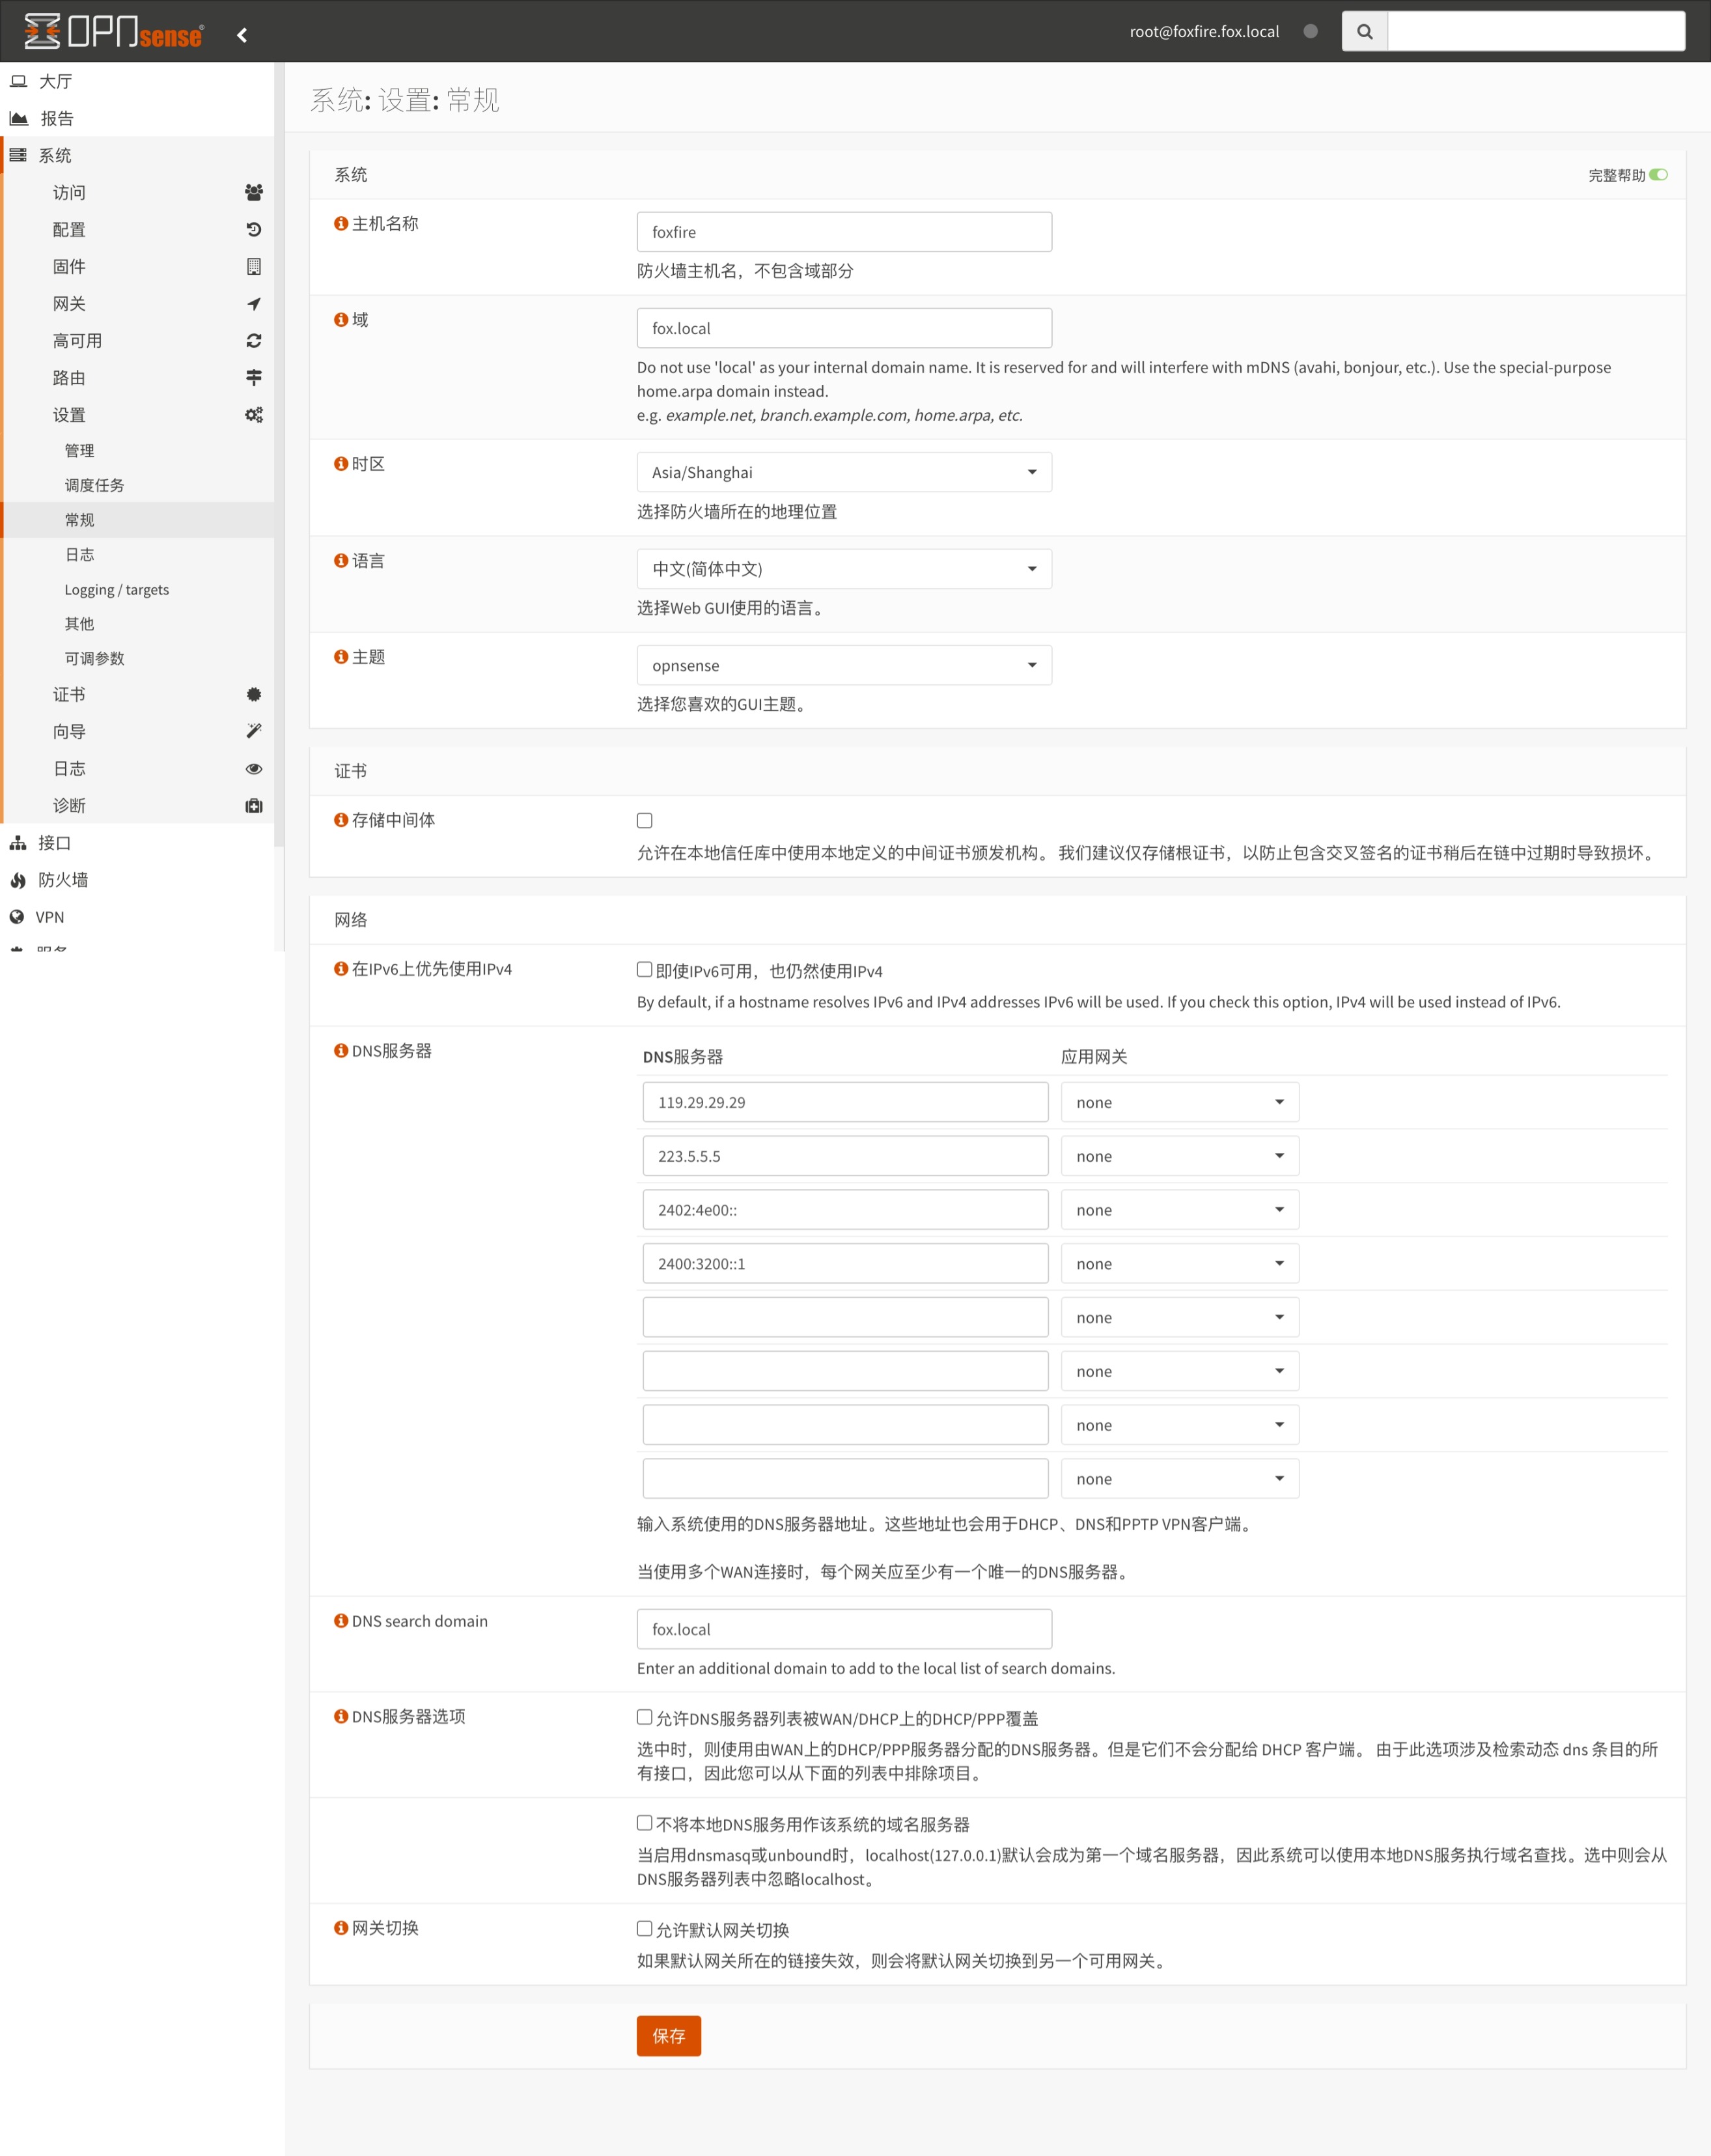 OPNsense®
root@foxfire.fox.local
大厅
报告
系统
访问
配置
固件
网关
高可用
路由
设置
管理
调度任务
常规
日志
Logging / targets
其他
可调参数
证书
向导
日志
诊断
接口
防火墙
VPN
系统: 设置: 常规
系统
完整帮助
主机名称
foxfire
防火墙主机名，不包含域部分
域
fox.local
Do not use 'local' as your internal domain name. It is reserved for and will interfere with mDNS (avahi, bonjour, etc.). Use the special-purpose
home.arpa domain instead.
e.g. example.net, branch.example.com, home.arpa, etc.
时区
Asia/Shanghai
选择防火墙所在的地理位置
语言
中文(简体中文)
选择Web GUI使用的语言。
主题
opnsense
选择您喜欢的GUI主题。
证书
存储中间体
允许在本地信任库中使用本地定义的中间证书颁发机构。 我们建议仅存储根证书，以防止包含交叉签名的证书稍后在链中过期时导致损坏。
网络
在IPv6上优先使用IPv4
即使IPv6可用，也仍然使用IPv4
By default, if a hostname resolves IPv6 and IPv4 addresses IPv6 will be used. If you check this option, IPv4 will be used instead of IPv6.
DNS服务器
DNS服务器 应用网关
119.29.29.29 none
223.5.5.5 none
2402:4e00:: none
2400:3200::1 none
none
none
none
none
输入系统使用的DNS服务器地址。这些地址也会用于DHCP、DNS和PPTP VPN客户端。
当使用多个WAN连接时，每个网关应至少有一个唯一的DNS服务器。
DNS search domain
fox.local
Enter an additional domain to add to the local list of search domains.
DNS服务器选项
允许DNS服务器列表被WAN/DHCP上的DHCP/PPP覆盖
选中时，则使用由WAN上的DHCP/PPP服务器分配的DNS服务器。但是它们不会分配给 DHCP 客户端。 由于此选项涉及检索动态 dns 条目的所
有接口，因此您可以从下面的列表中排除项目。
不将本地DNS服务用作该系统的域名服务器
当启用dnsmasq或unbound时，localhost(127.0.0.1)默认会成为第一个域名服务器，因此系统可以使用本地DNS服务执行域名查找。选中则会从
DNS服务器列表中忽略localhost。
网关切换
允许默认网关切换
如果默认网关所在的链接失效，则会将默认网关切换到另一个可用网关。
保存